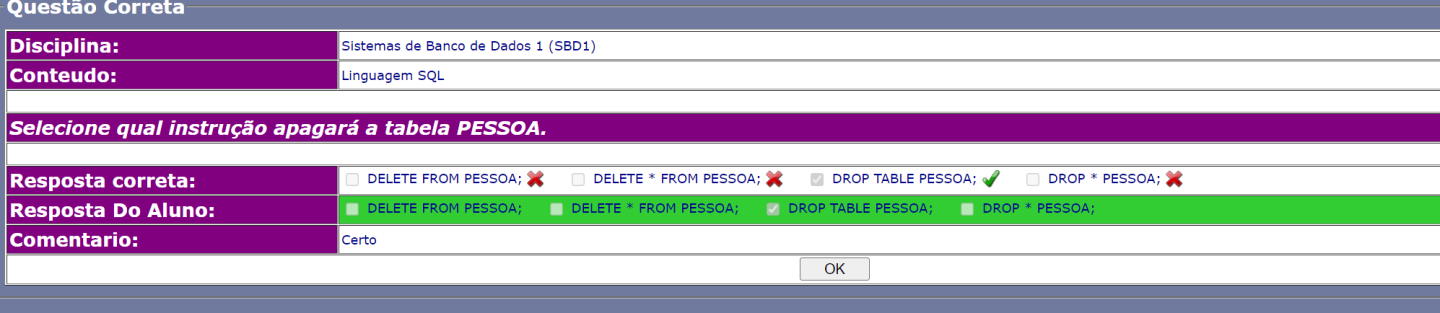 Questão Correta
Disciplina: Sistemas de Banco de Dados 1 (SBD1)
Conteudo: Linguagem SQL
Selecione qual instrução apagará a tabela PESSOA.
Resposta correta: DELETE FROM PESSOA; DELETE * FROM PESSOA; DROP TABLE PESSOA; DROP * PESSOA;
Resposta Do Aluno: DELETE FROM PESSOA; DELETE * FROM PESSOA; DROP TABLE PESSOA; DROP * PESSOA;
Comentario: Certo
OK